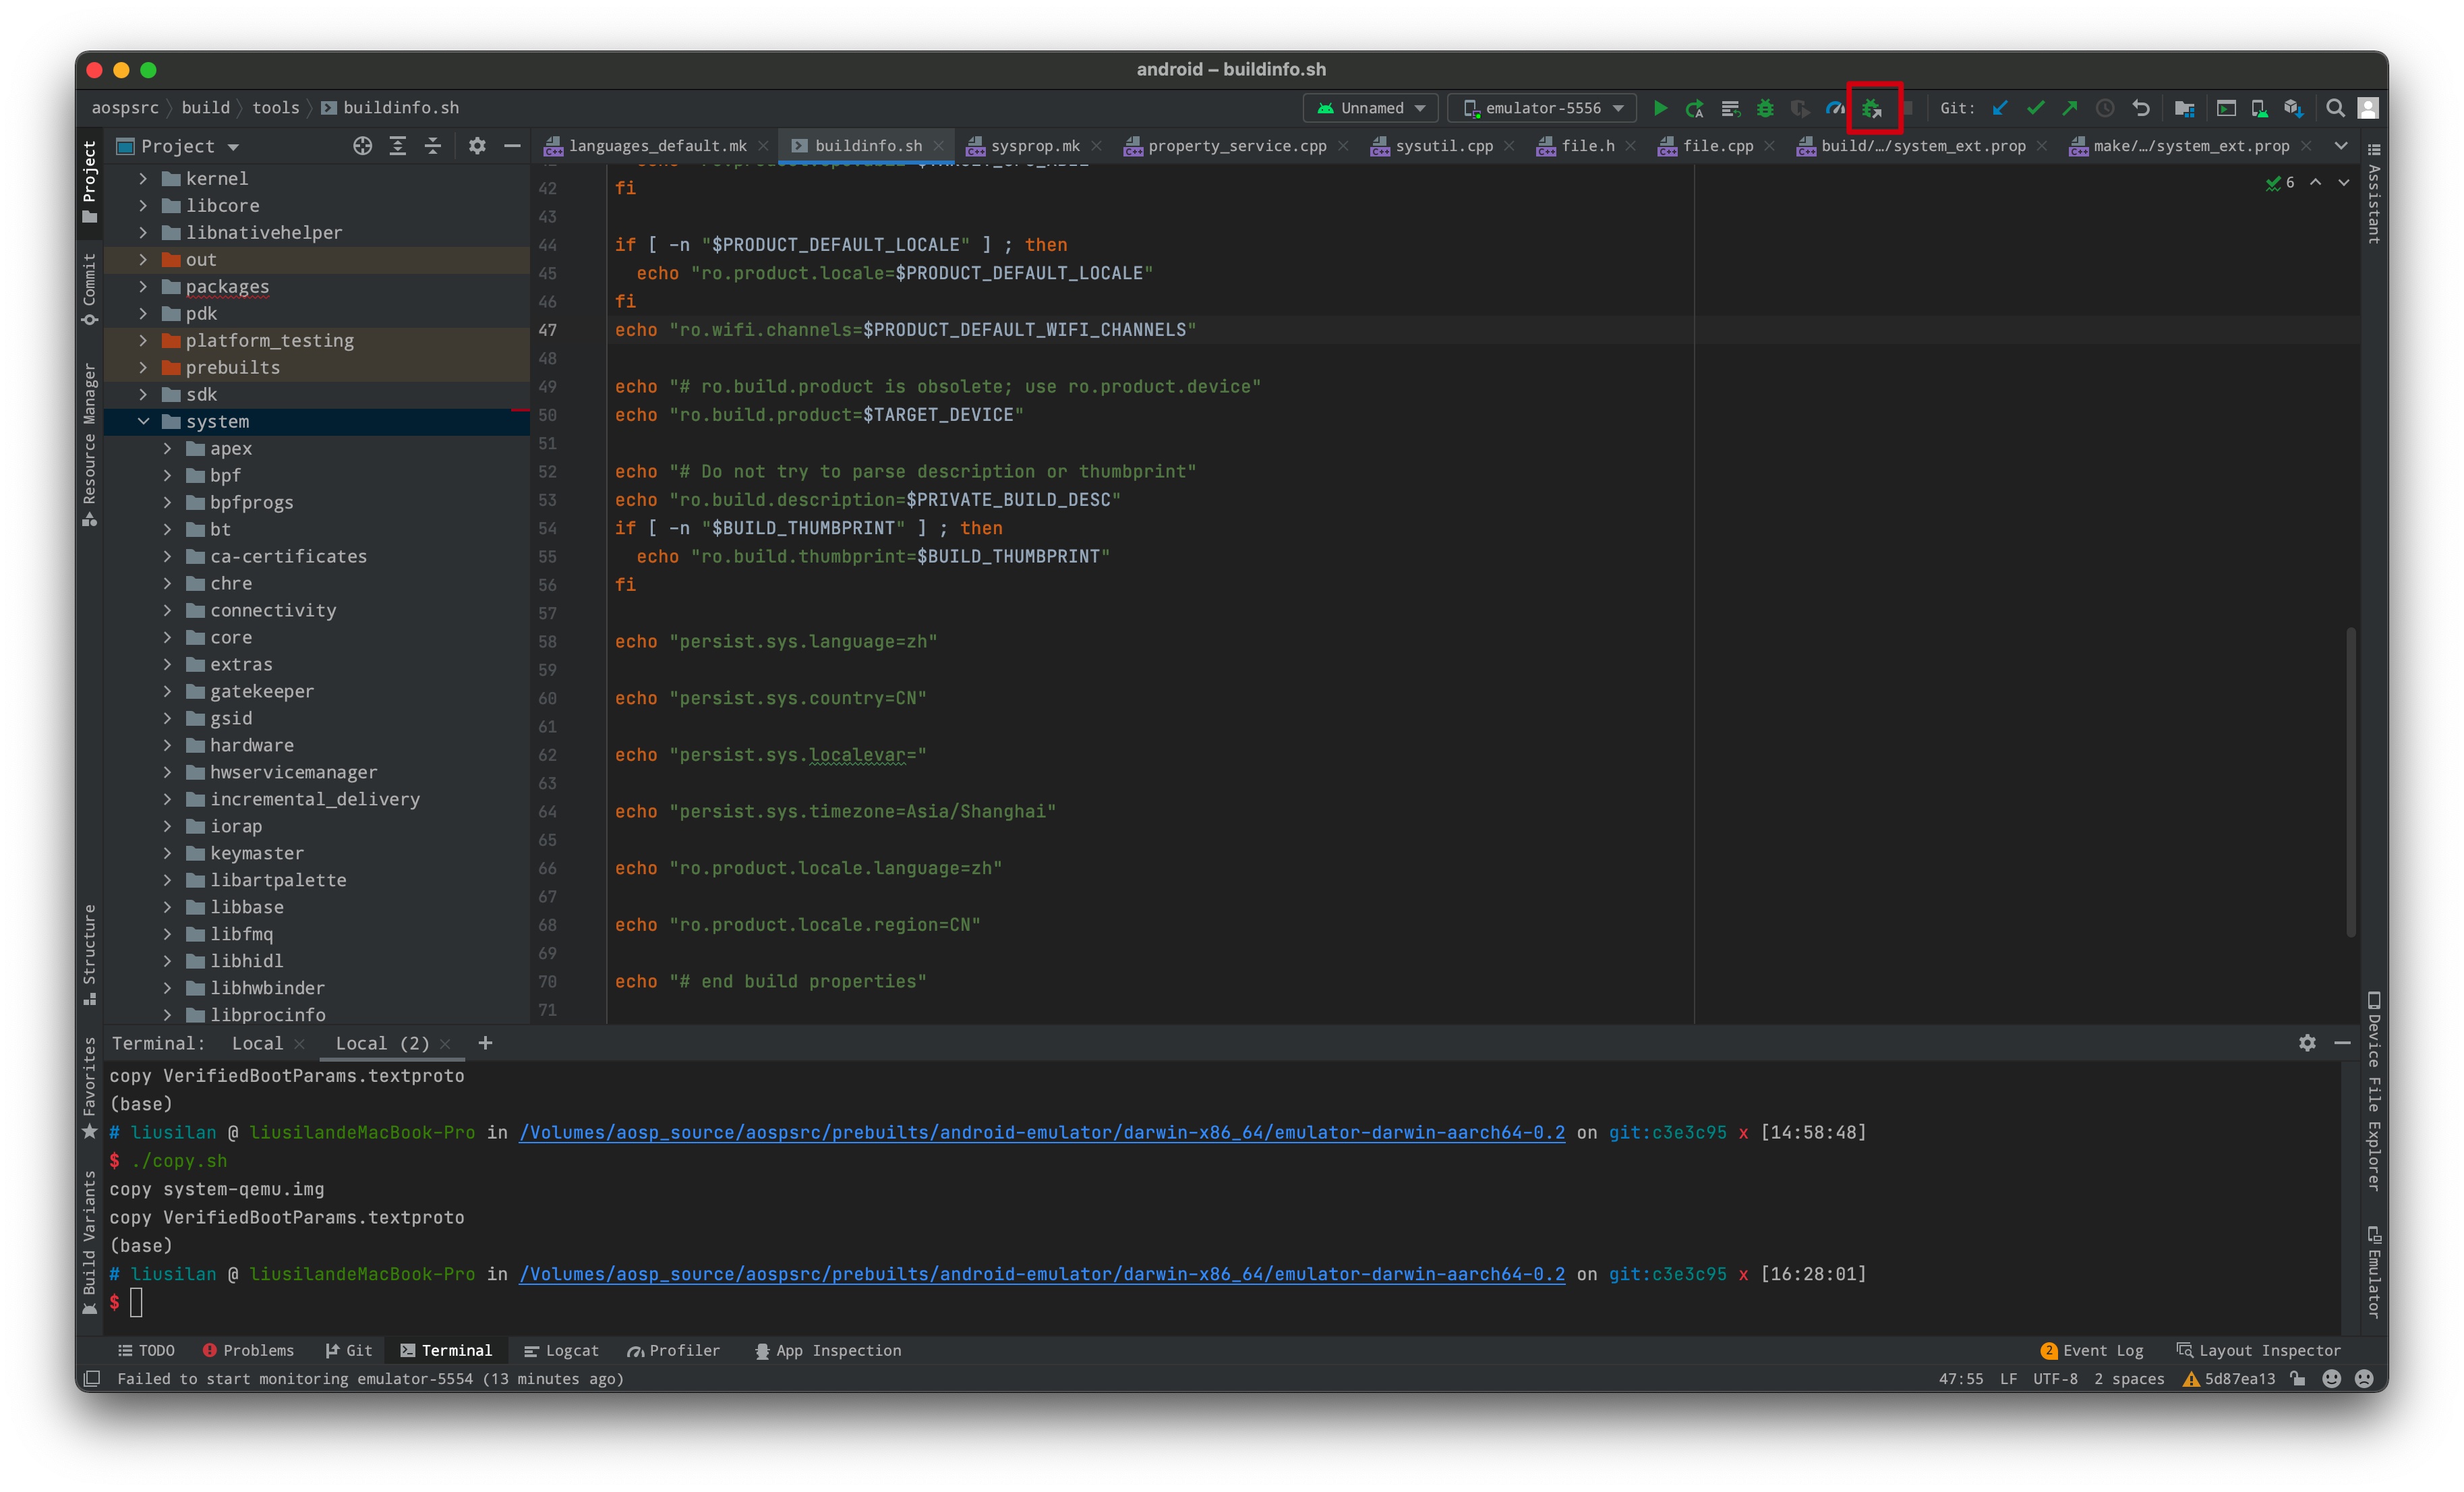 android – buildinfo.sh
aospsrc build tools buildinfo.sh Unnamed emulator-5556 Git:
Project languages_default.mk buildinfo.sh sysprop.mk property_service.cpp sysutil.cpp file.h file.cpp build/…/system_ext.prop make/…/system_ext.prop
Project
Commit
Resource Manager
Structure
Favorites
Build Variants
kernel
libcore
libnativehelper
out
packages
pdk
platform_testing
prebuilts
sdk
system
apex
bpf
bpfprogs
bt
ca-certificates
chre
connectivity
core
extras
gatekeeper
gsid
hardware
hwservicemanager
incremental_delivery
iorap
keymaster
libartpalette
libbase
libfmq
libhidl
libhwbinder
libprocinfo
6
42 fi
43
44 if [ -n "$PRODUCT_DEFAULT_LOCALE" ] ; then
45 echo "ro.product.locale=$PRODUCT_DEFAULT_LOCALE"
46 fi
47 echo "ro.wifi.channels=$PRODUCT_DEFAULT_WIFI_CHANNELS"
48
49 echo "# ro.build.product is obsolete; use ro.product.device"
50 echo "ro.build.product=$TARGET_DEVICE"
51
52 echo "# Do not try to parse description or thumbprint"
53 echo "ro.build.description=$PRIVATE_BUILD_DESC"
54 if [ -n "$BUILD_THUMBPRINT" ] ; then
55 echo "ro.build.thumbprint=$BUILD_THUMBPRINT"
56 fi
57
58 echo "persist.sys.language=zh"
59
60 echo "persist.sys.country=CN"
61
62 echo "persist.sys.localevar="
63
64 echo "persist.sys.timezone=Asia/Shanghai"
65
66 echo "ro.product.locale.language=zh"
67
68 echo "ro.product.locale.region=CN"
69
70 echo "# end build properties"
71
Assistant
Device File Explorer
Emulator
Terminal: Local Local (2) +
copy VerifiedBootParams.textproto
(base)
# liusilan @ liusilandeMacBook-Pro in /Volumes/aosp_source/aospsrc/prebuilts/android-emulator/darwin-x86_64/emulator-darwin-aarch64-0.2 on git:c3e3c95 x [14:58:48]
$ ./copy.sh
copy system-qemu.img
copy VerifiedBootParams.textproto
(base)
# liusilan @ liusilandeMacBook-Pro in /Volumes/aosp_source/aospsrc/prebuilts/android-emulator/darwin-x86_64/emulator-darwin-aarch64-0.2 on git:c3e3c95 x [16:28:01]
$
TODO Problems Git Terminal Logcat Profiler App Inspection 2 Event Log Layout Inspector
Failed to start monitoring emulator-5554 (13 minutes ago) 47:55 LF UTF-8 2 spaces 5d87ea13